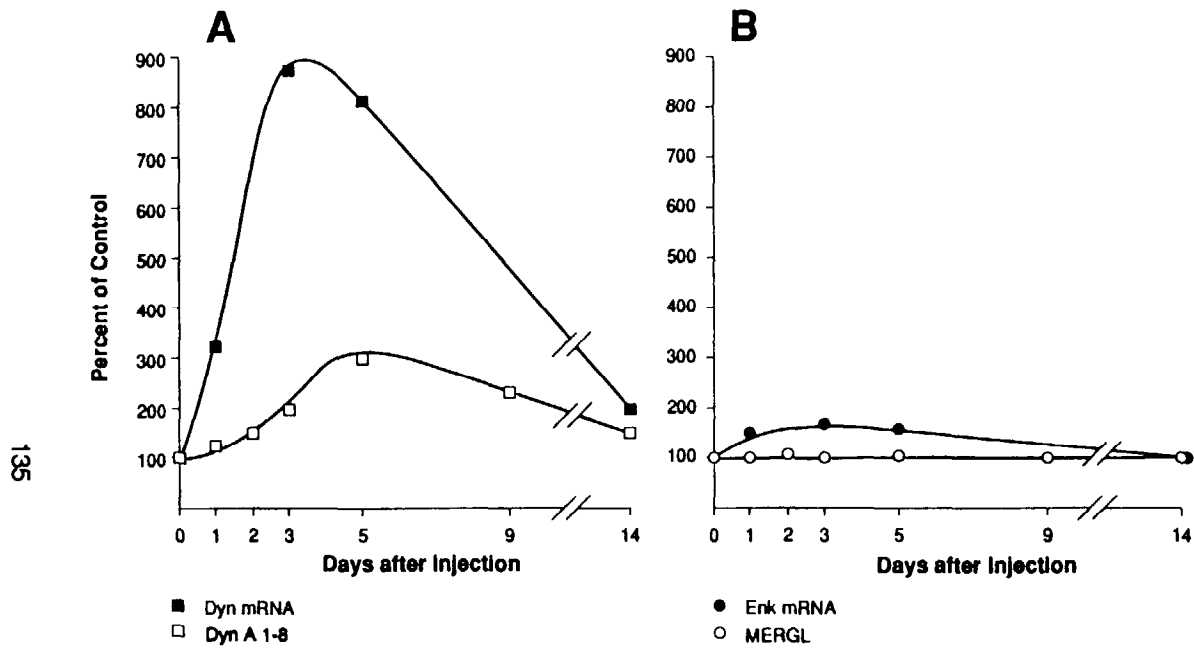 A
900
800
700
600
500
400
300
200
100
Percent of Control
0 1 2 3 5 9 14
Days after Injection
■ Dyn mRNA
□ Dyn A 1-8
B
900
800
700
600
500
400
300
200
100
0 1 2 3 5 9 14
Days after Injection
● Enk mRNA
○ MERGL
135